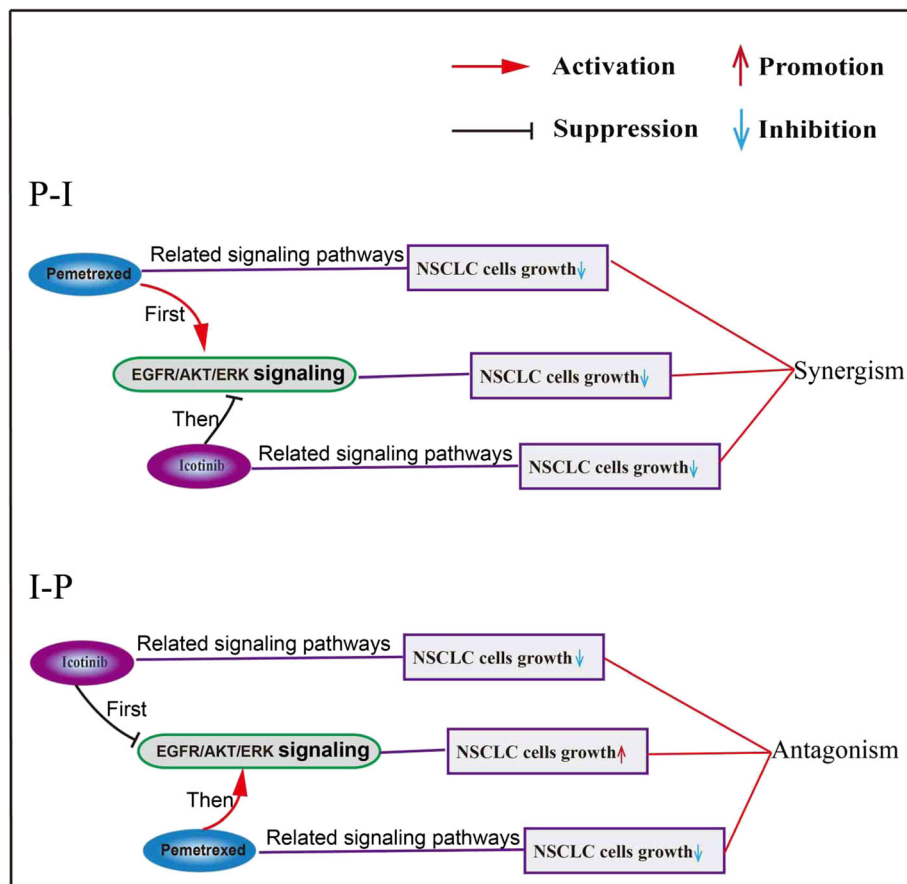 Activation
Promotion
Suppression
Inhibition
P-I
Pemetrexed
Related signaling pathways
NSCLC cells growth
First
EGFR/AKT/ERK signaling
NSCLC cells growth
Synergism
Then
Icotinib
Related signaling pathways
NSCLC cells growth
I-P
Icotinib
Related signaling pathways
NSCLC cells growth
First
EGFR/AKT/ERK signaling
NSCLC cells growth
Antagonism
Then
Pemetrexed
Related signaling pathways
NSCLC cells growth